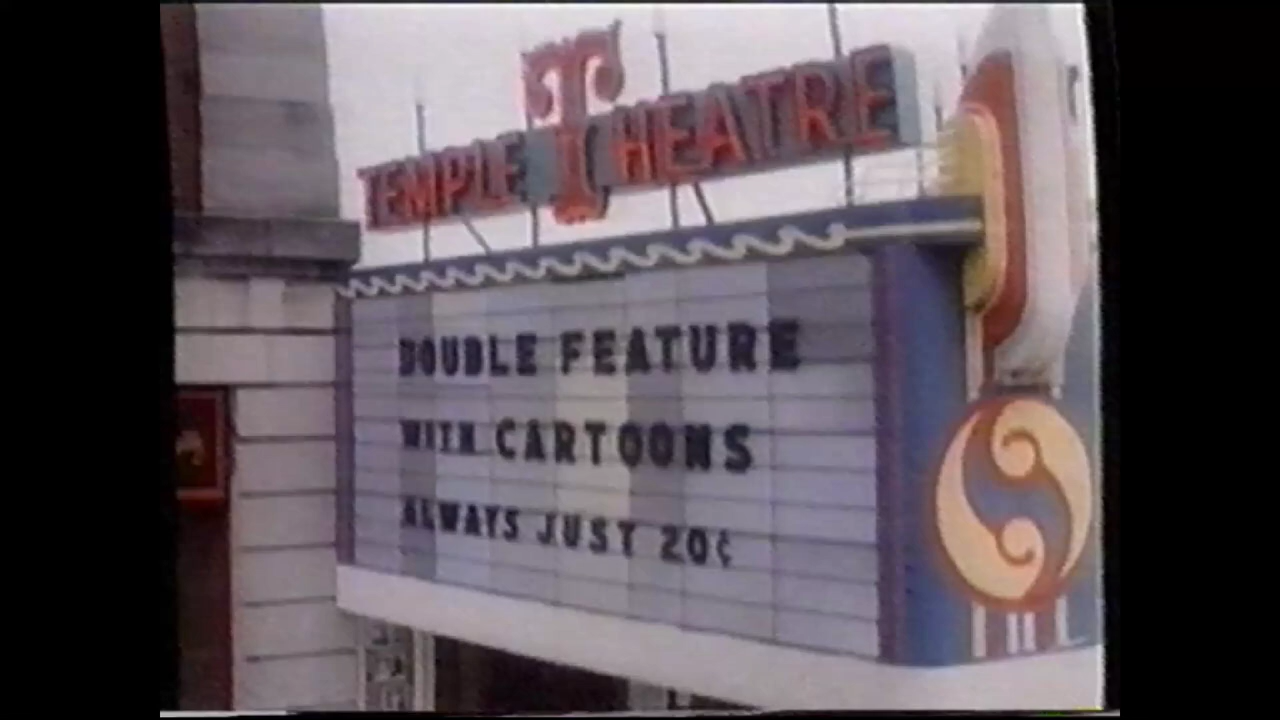 TEMPLE THEATRE
DOUBLE FEATURE
WITH CARTOONS
ALWAYS JUST 20¢